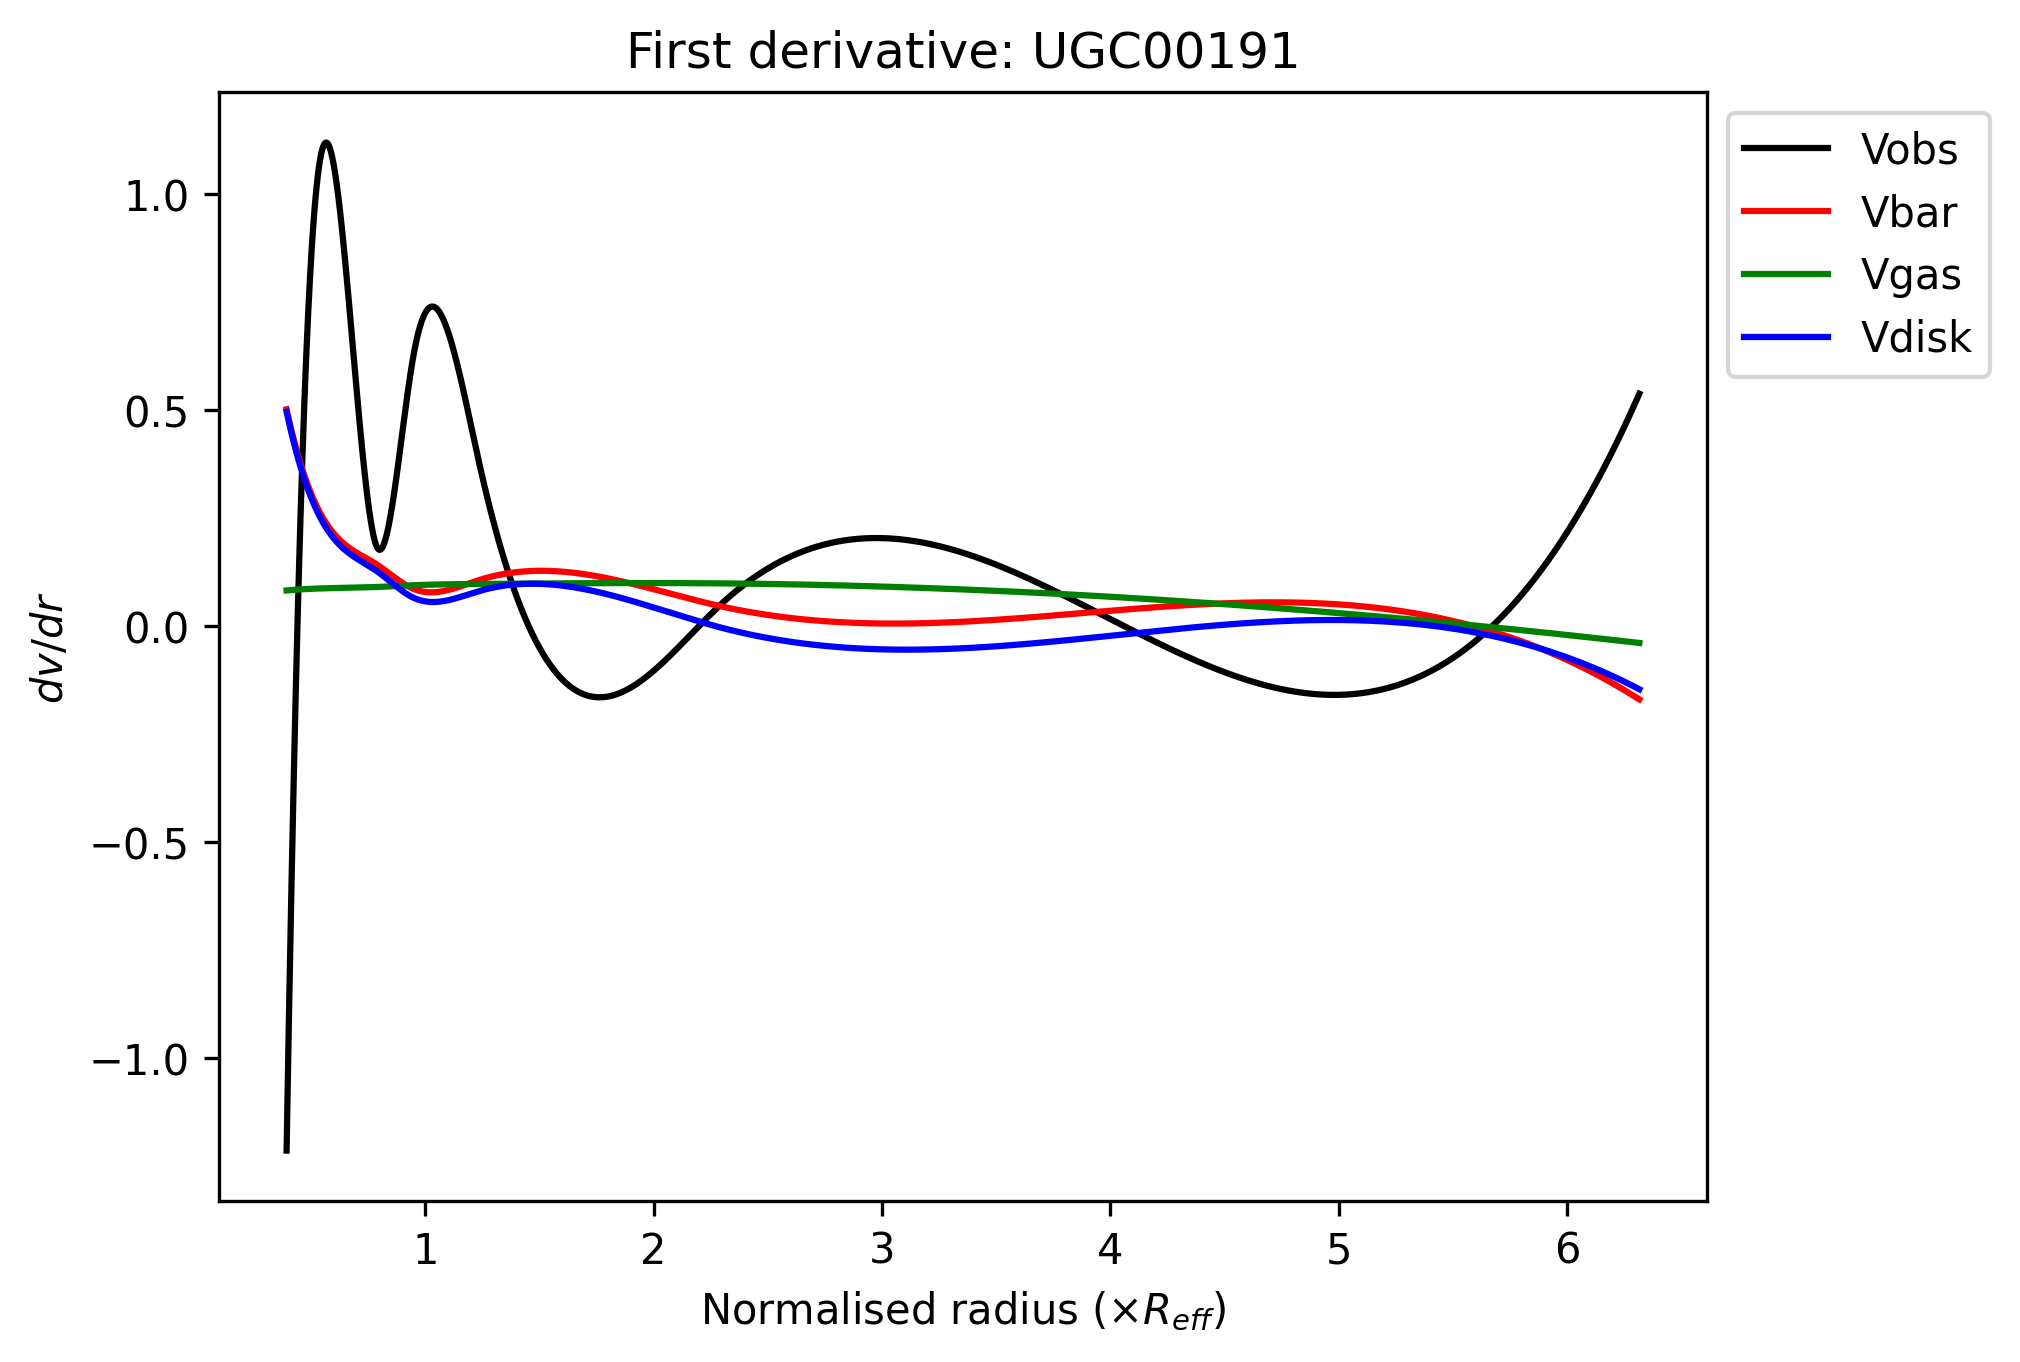 First derivative: UGC00191
1.0
0.5
0.0
−0.5
−1.0
dv/dr
1 2 3 4 5 6
Normalised radius (×R_eff)
Vobs
Vbar
Vgas
Vdisk